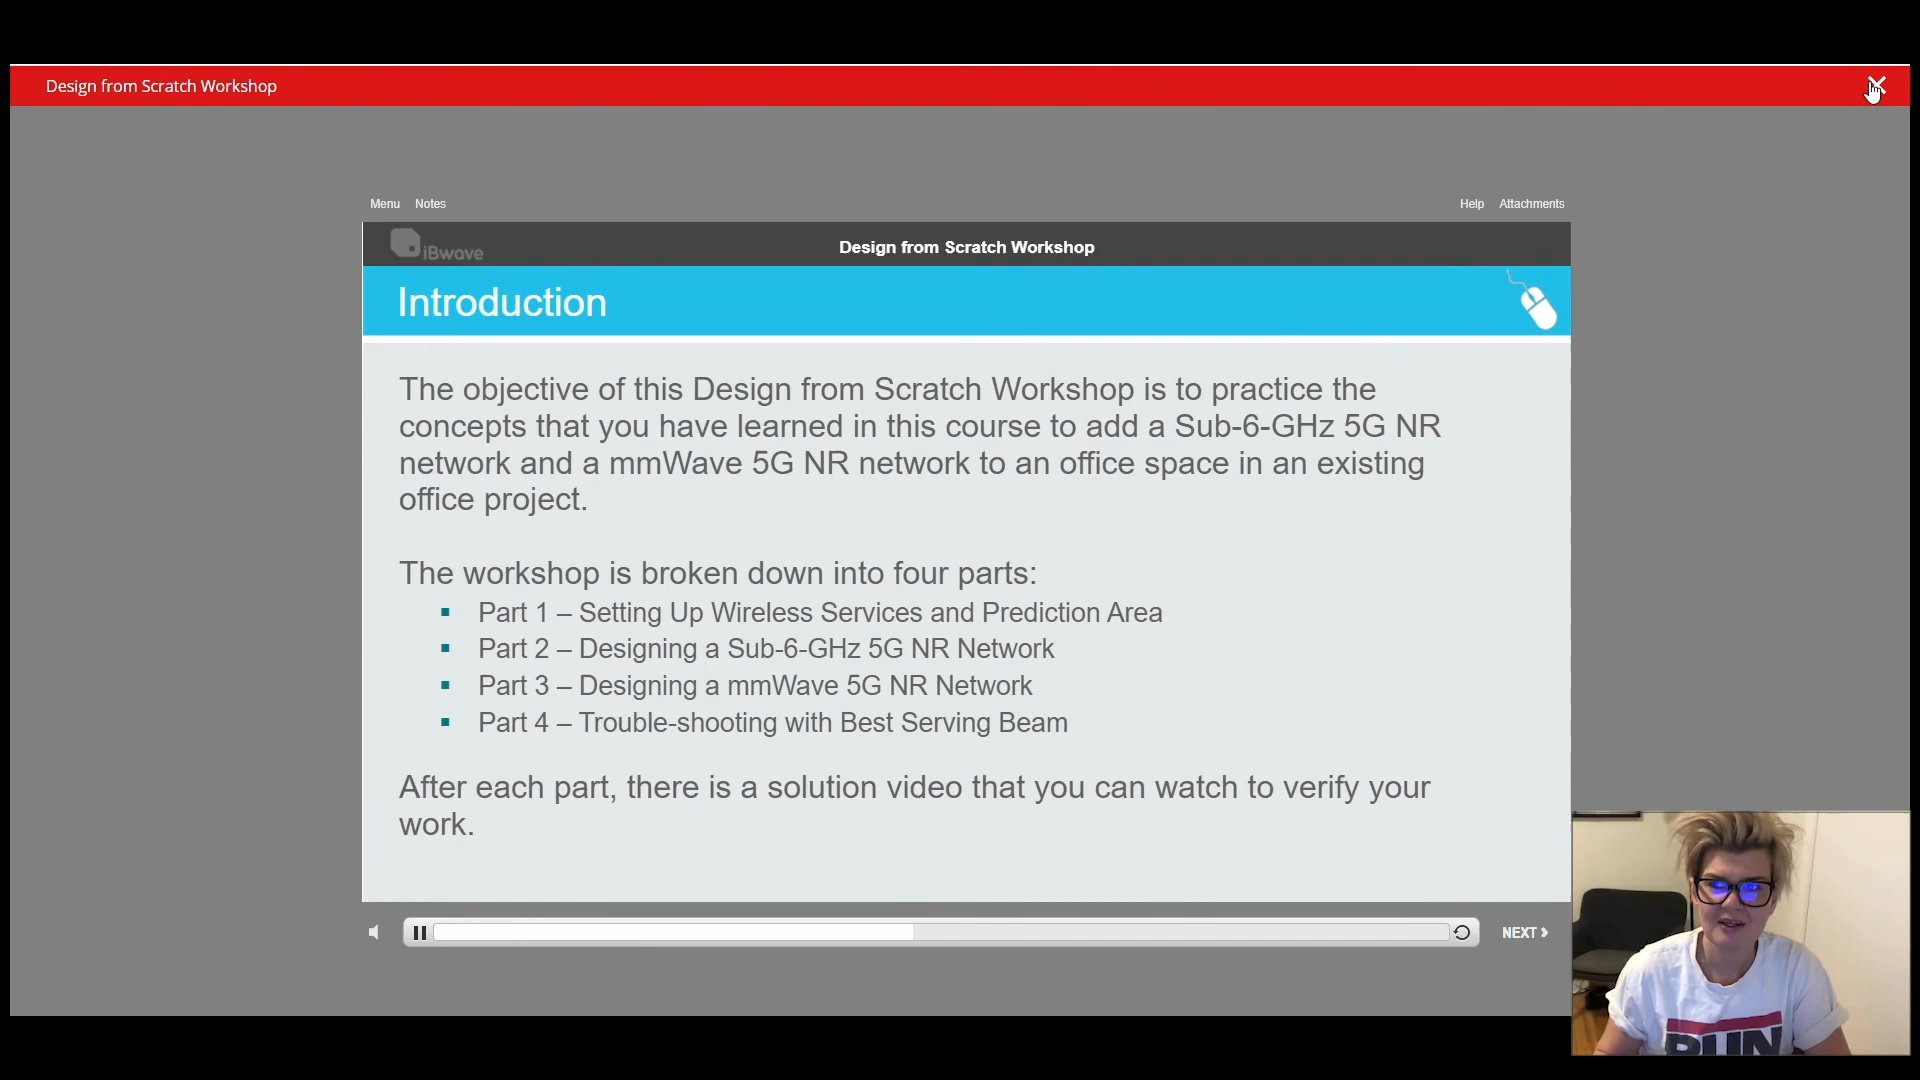 Design from Scratch Workshop
Menu Notes Help Attachments
iBwave Design from Scratch Workshop
Introduction
The objective of this Design from Scratch Workshop is to practice the
concepts that you have learned in this course to add a Sub-6-GHz 5G NR
network and a mmWave 5G NR network to an office space in an existing
office project.
The workshop is broken down into four parts:
▪ Part 1 – Setting Up Wireless Services and Prediction Area
▪ Part 2 – Designing a Sub-6-GHz 5G NR Network
▪ Part 3 – Designing a mmWave 5G NR Network
▪ Part 4 – Trouble-shooting with Best Serving Beam
After each part, there is a solution video that you can watch to verify your
work.
NEXT
RUN